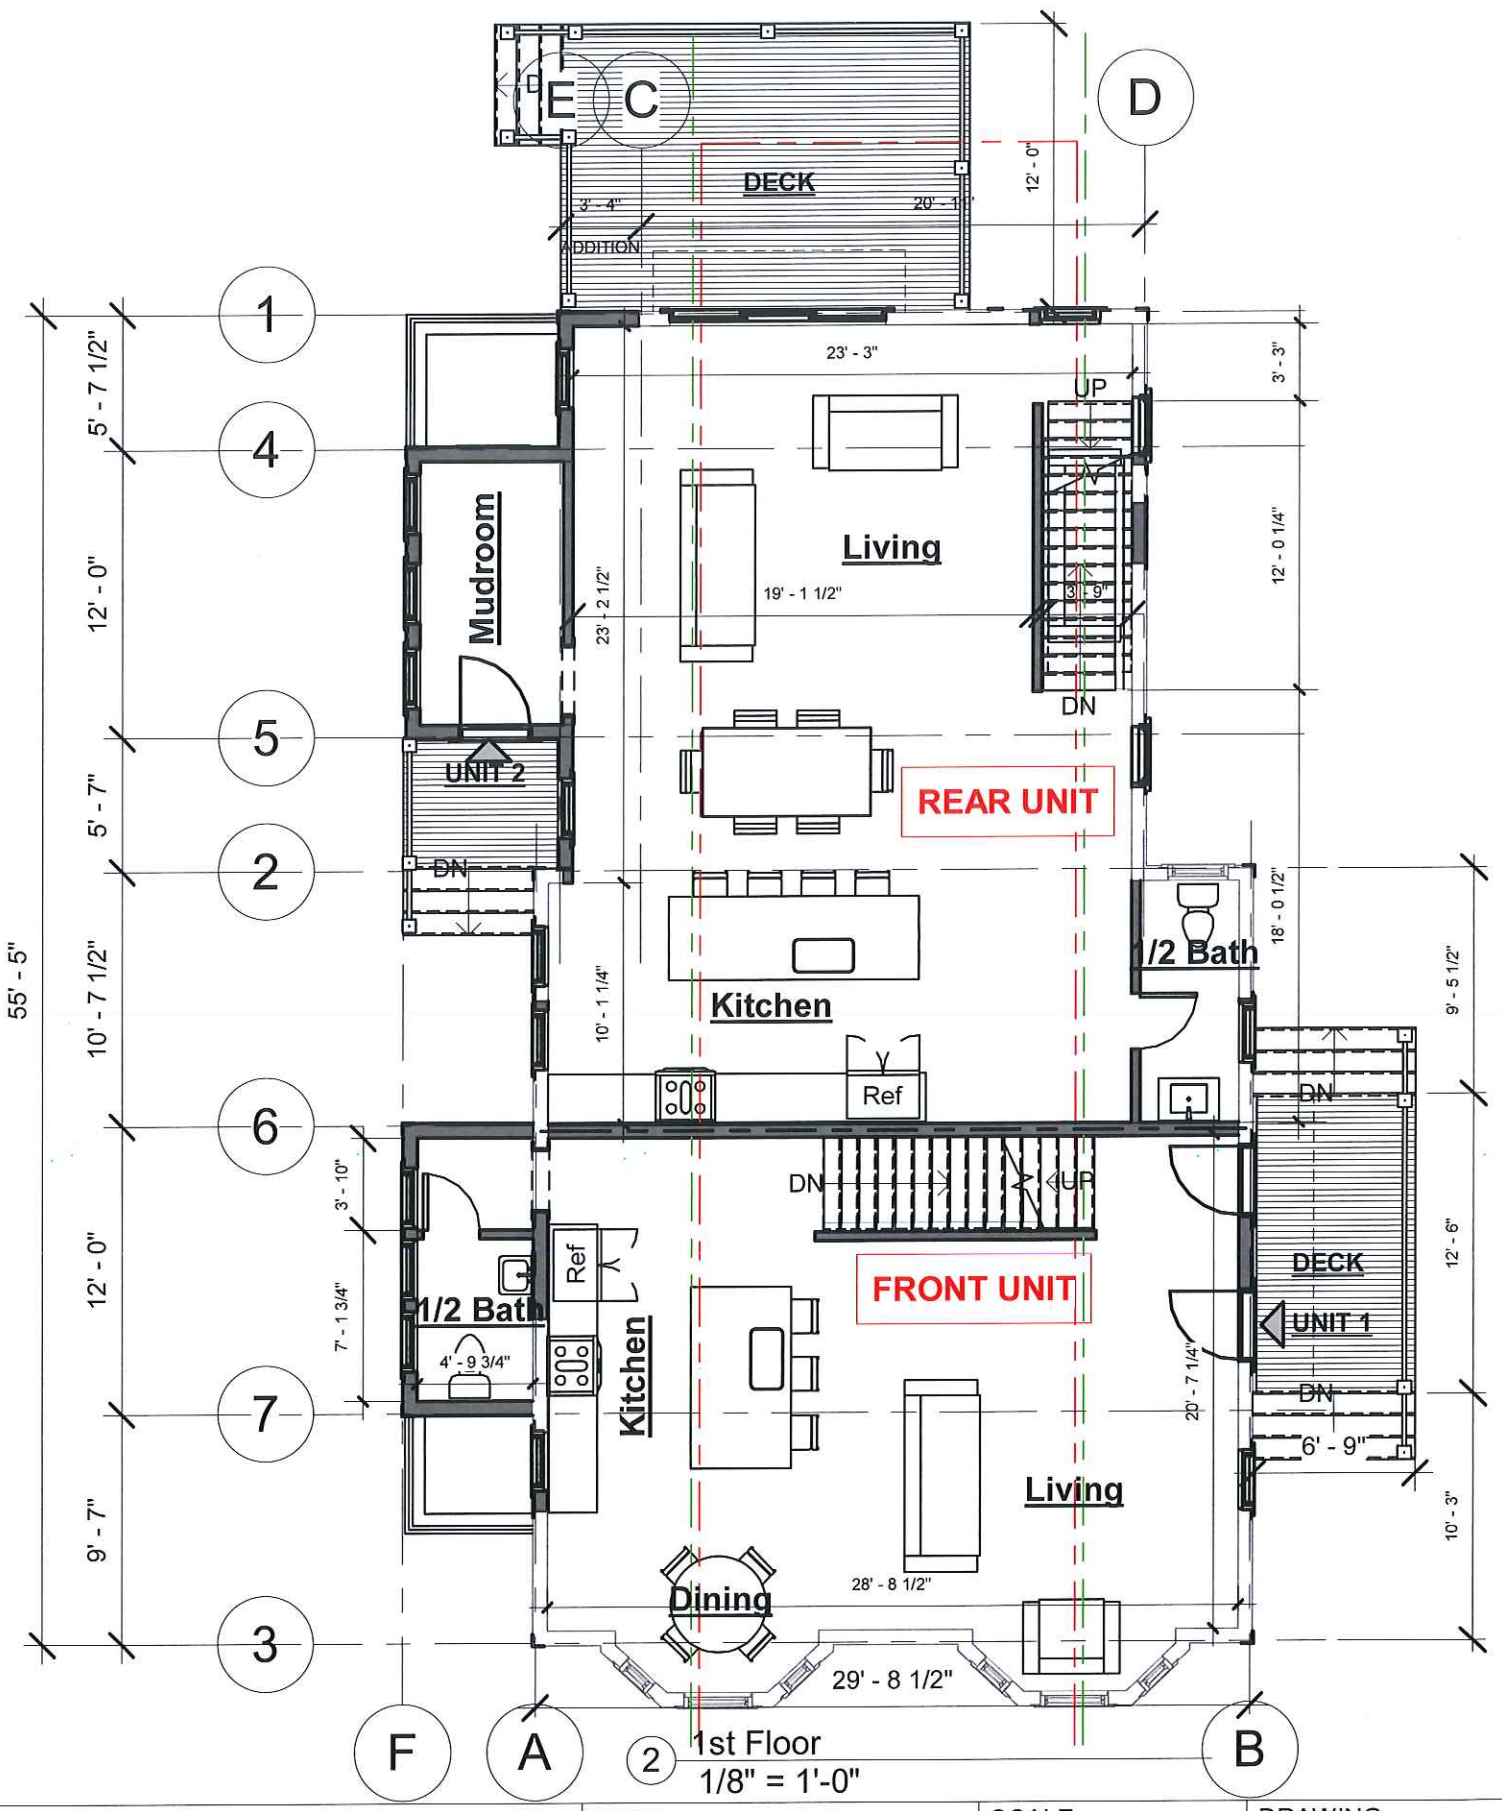 D
E
C
D
DECK
12' - 0"
3' - 4"
ADDITION
1
23' - 3"
3' - 3"
5' - 7 1/2"
UP
4
Mudroom
Living
12' - 0 1/4"
12' - 0"
23' - 2 1/2"
19' - 1 1/2"
3' - 9"
DN
5
UNIT 2
REAR UNIT
5' - 7"
2
DN
18' - 0 1/2"
1/2 Bath
55' - 5"
10' - 7 1/2"
10' - 1 1/4"
9' - 5 1/2"
Kitchen
Ref
DN
6
3' - 10"
DN
UP
12' - 0"
Ref
FRONT UNIT
DECK
12' - 6"
7' - 1 3/4"
1/2 Bath
UNIT 1
4' - 9 3/4"
Kitchen
20' - 7 1/4"
DN
7
6' - 9"
Living
9' - 7"
10' - 3"
28' - 8 1/2"
Dining
3
29' - 8 1/2"
F
A
2
1st Floor
B
1/8" = 1'-0"